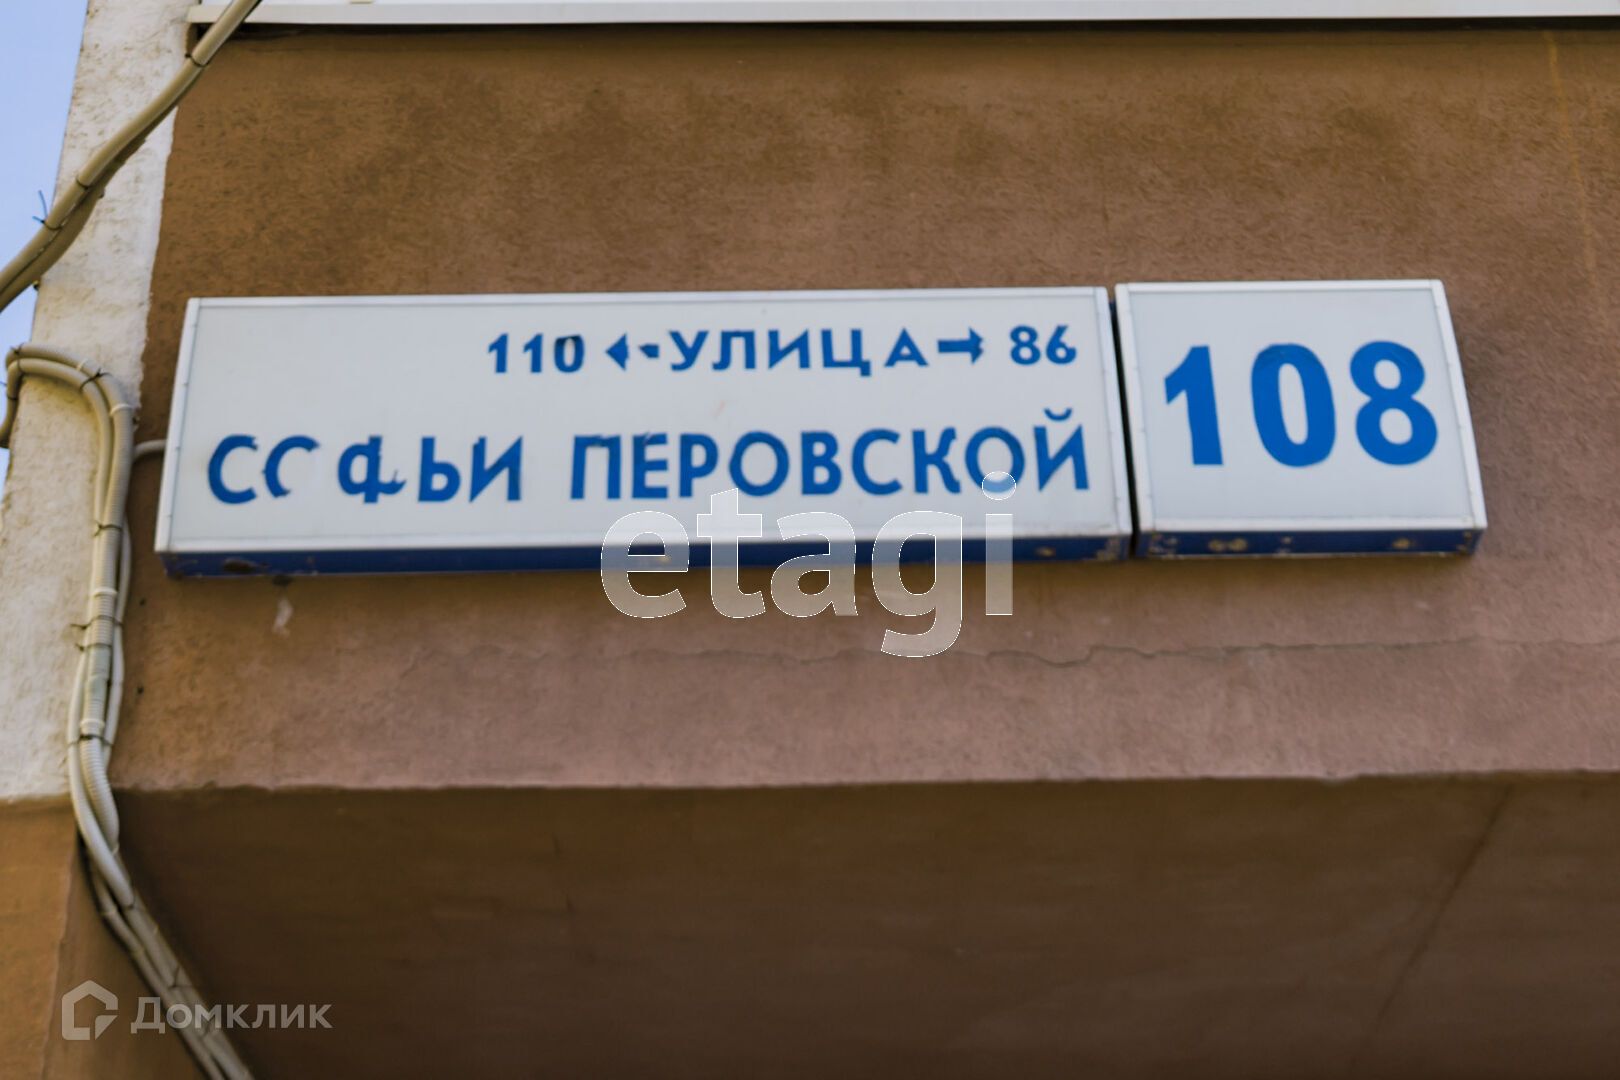 110 ←УЛИЦА→ 86
СОФЬИ ПЕРОВСКОЙ
108
etagi
Домклик